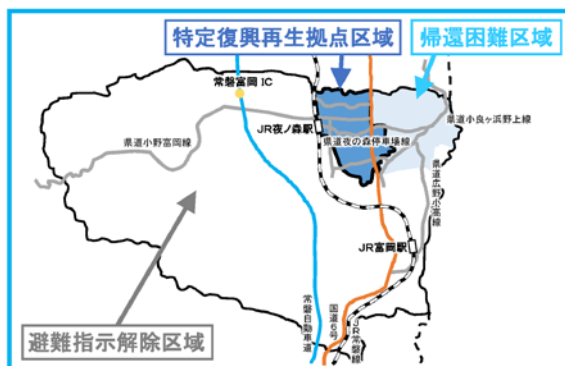 特定復興再生拠点区域
帰還困難区域
常磐富岡 IC
県道小良ヶ浜野上線
JR夜ノ森駅
県道夜の森停車場線
県道小野富岡線
県道広野小高線
JR富岡駅
避難指示解除区域
常磐自動車道
国道6号
JR常磐線